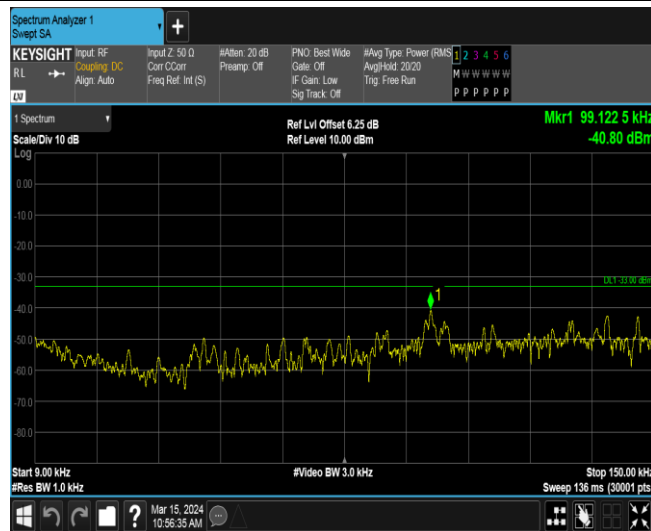 Spectrum Analyzer 1
Swept SA
+
KEYSIGHT
RL
LXI
Input: RF
Coupling: DC
Align: Auto
Input Z: 50 Ω
Corr CCorr
Freq Ref: Int (S)
#Atten: 20 dB
Preamp: Off
PNO: Best Wide
Gate: Off
IF Gain: Low
Sig Track: Off
#Avg Type: Power (RMS
Avg|Hold: 20/20
Trig: Free Run
1 2 3 4 5 6
M W W W W W
P P P P P P
1 Spectrum
Scale/Div 10 dB
Log
Ref Lvl Offset 6.25 dB
Ref Level 10.00 dBm
Mkr1 99.122 5 kHz
-40.80 dBm
0.00
-10.0
-20.0
-30.0
DL1 -33.00 dBm
1
-40.0
-50.0
-60.0
-70.0
-80.0
Start 9.00 kHz
#Res BW 1.0 kHz
#Video BW 3.0 kHz
Stop 150.00 kHz
Sweep 136 ms (30001 pts
?
Mar 15, 2024
10:56:35 AM